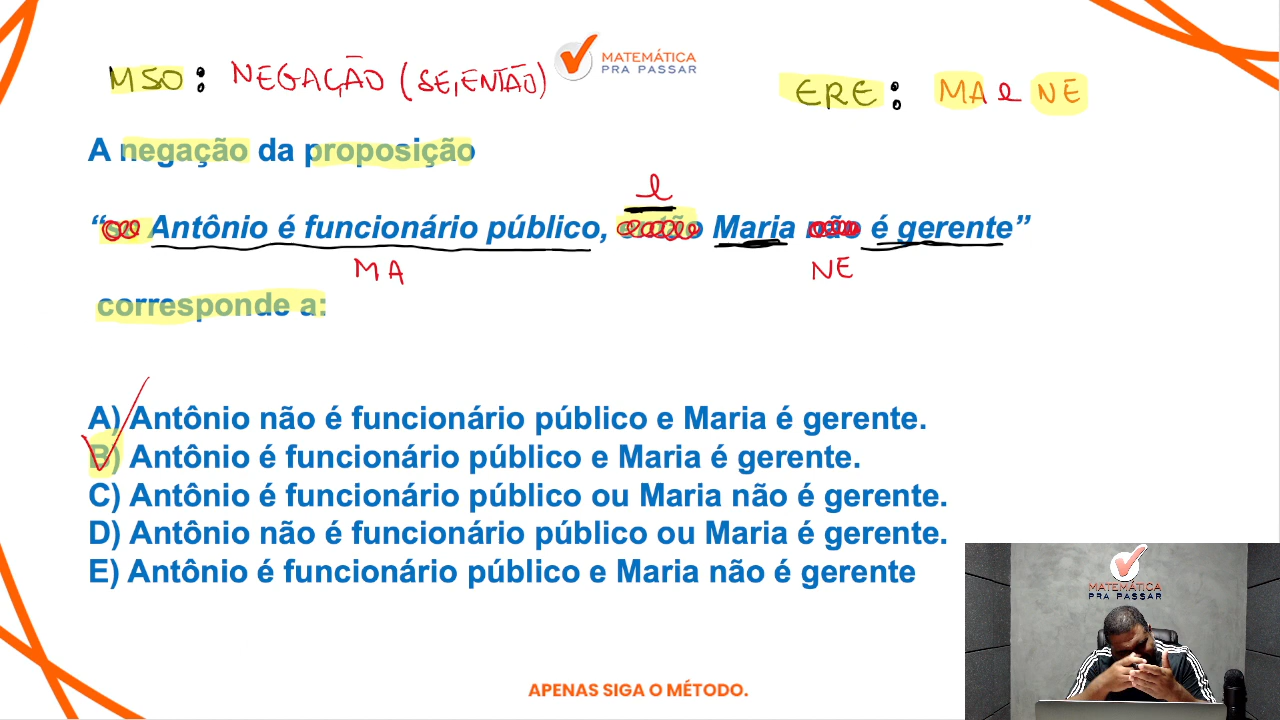 MATEMÁTICA
PRA PASSAR
MSO: NEGAÇÃO (SE, ENTÃO)
ERE: MA e NE
A negação da proposição
e
“se Antônio é funcionário público, então Maria não é gerente”
MA
NE
corresponde a:
A) Antônio não é funcionário público e Maria é gerente.
B) Antônio é funcionário público e Maria é gerente.
C) Antônio é funcionário público ou Maria não é gerente.
D) Antônio não é funcionário público ou Maria é gerente.
E) Antônio é funcionário público e Maria não é gerente
MATEMÁTICA
PRA PASSAR
APENAS SIGA O MÉTODO.